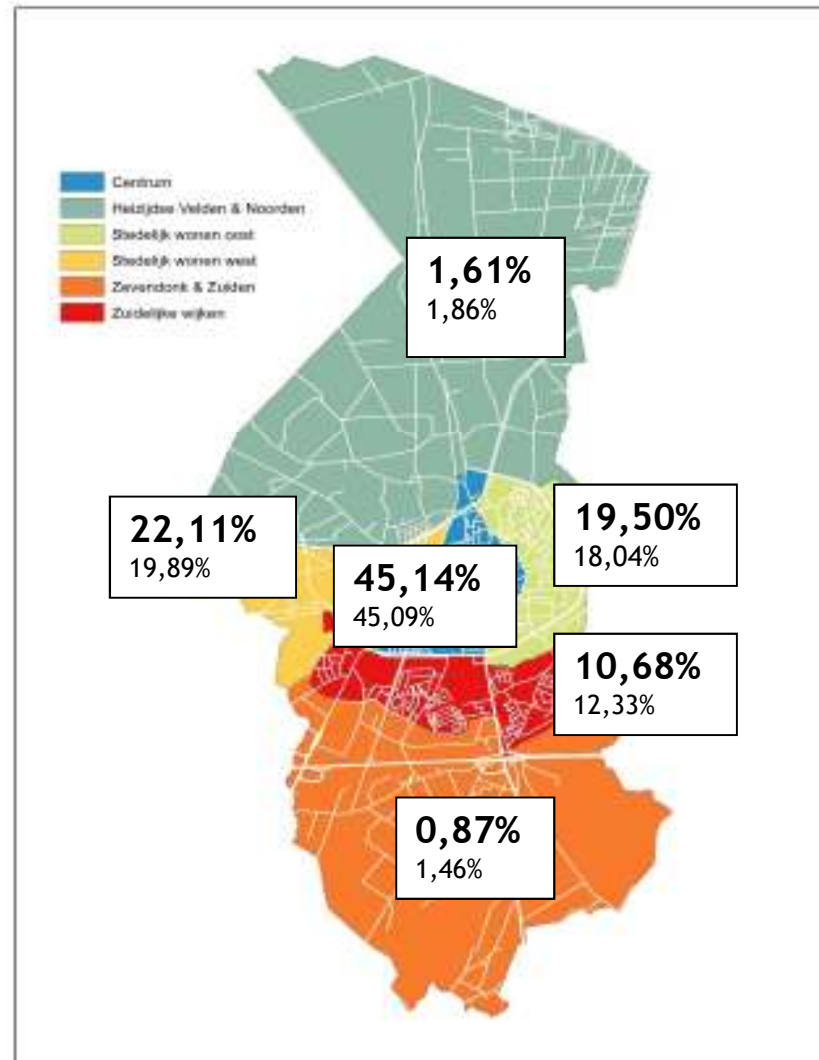 Centrum
Heizijdse Velden & Noorden
Stedelijk wonen oost
Stedelijk wonen west
Zevendonk & Zuiden
Zuidelijke wijken
1,61%
1,86%
22,11%
19,89%
19,50%
18,04%
45,14%
45,09%
10,68%
12,33%
0,87%
1,46%